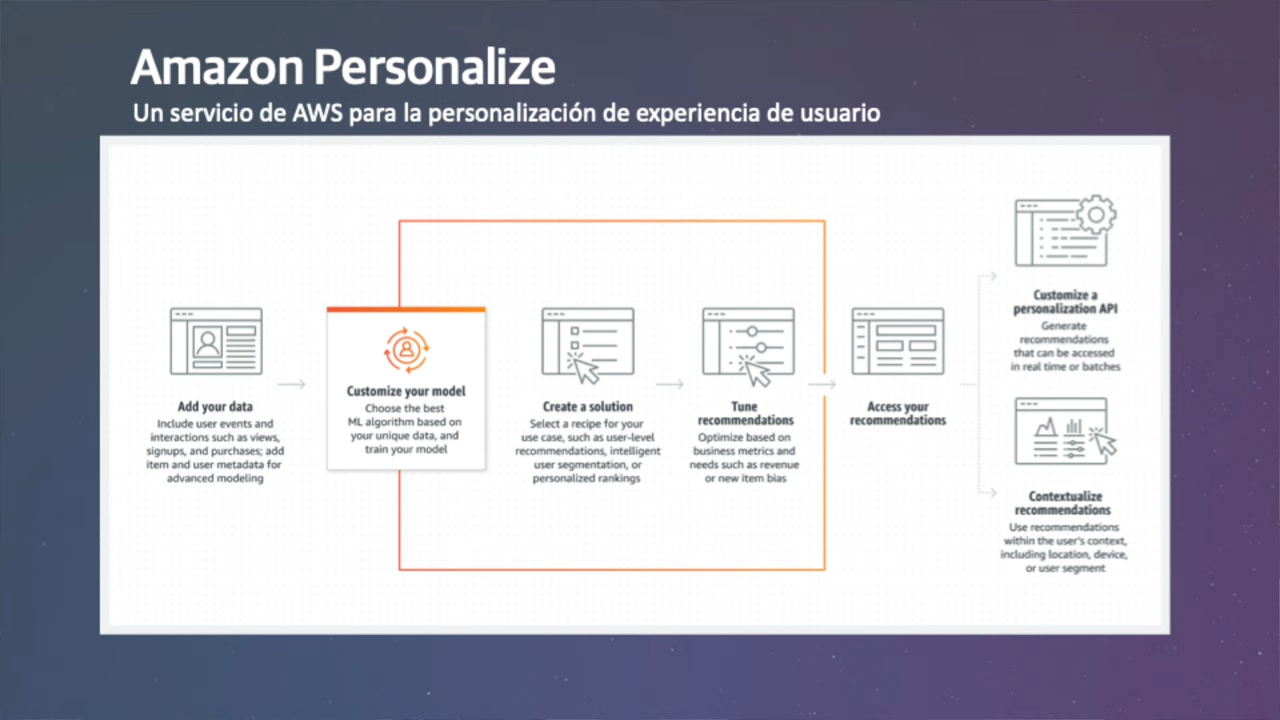 Amazon Personalize
Un servicio de AWS para la personalización de experiencia de usuario
Add your data
Include user events and
interactions such as views,
signups, and purchases; add
item and user metadata for
advanced modeling
Customize your model
Choose the best
ML algorithm based on
your unique data, and
train your model
Create a solution
Select a recipe for your
use case, such as user-level
recommendations, intelligent
user segmentation, or
personalized rankings
Tune
recommendations
Optimize based on
business metrics and
needs such as revenue
or new item bias
Access your
recommendations
Customize a
personalization API
Generate
recommendations
that can be accessed
in real time or batches
Contextualize
recommendations
Use recommendations
within the user's context,
including location, device,
or user segment